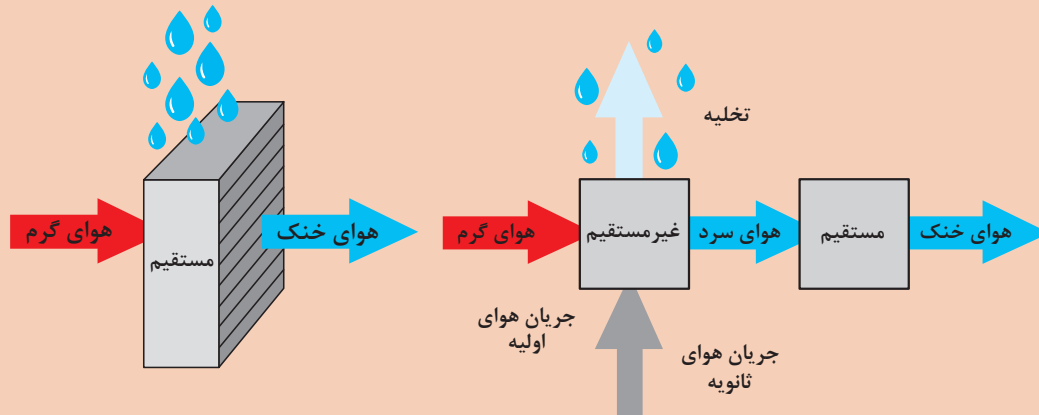 هوای گرم
مستقیم
هوای خنک
تخلیه
هوای گرم
غیرمستقیم
هوای سرد
مستقیم
هوای خنک
جریان هوای
اولیه
جریان هوای
ثانویه